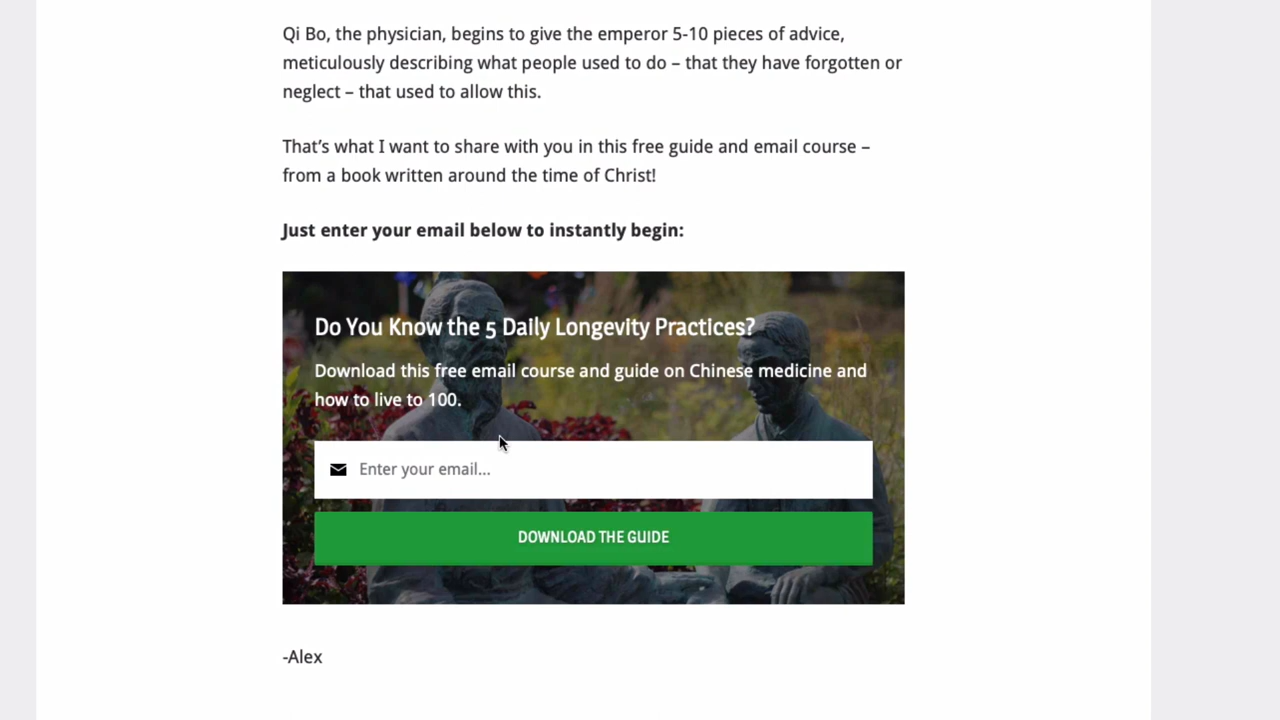 Qi Bo, the physician, begins to give the emperor 5-10 pieces of advice,
meticulously describing what people used to do – that they have forgotten or
neglect – that used to allow this.
That’s what I want to share with you in this free guide and email course –
from a book written around the time of Christ!
Just enter your email below to instantly begin:
Do You Know the 5 Daily Longevity Practices?
Download this free email course and guide on Chinese medicine and
how to live to 100.
Enter your email...
DOWNLOAD THE GUIDE
-Alex